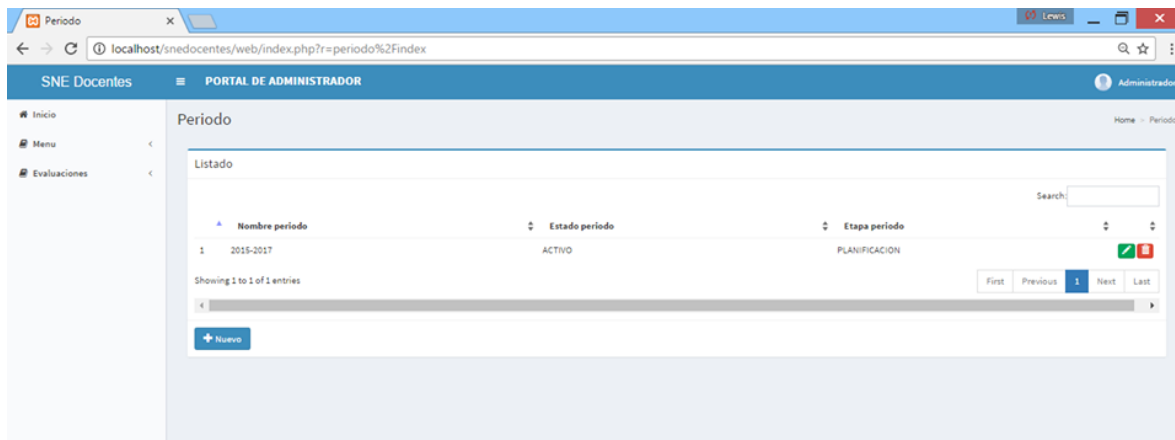 Periodo
Lewis
localhost/snedocentes/web/index.php?r=periodo%2Findex
SNE Docentes PORTAL DE ADMINISTRADOR Administrador
Inicio
Periodo Home > Periodo
Menu
Listado
Evaluaciones
Search:
Nombre periodo Estado periodo Etapa periodo
1 2015-2017 ACTIVO PLANIFICACION
Showing 1 to 1 of 1 entries First Previous 1 Next Last
Nuevo